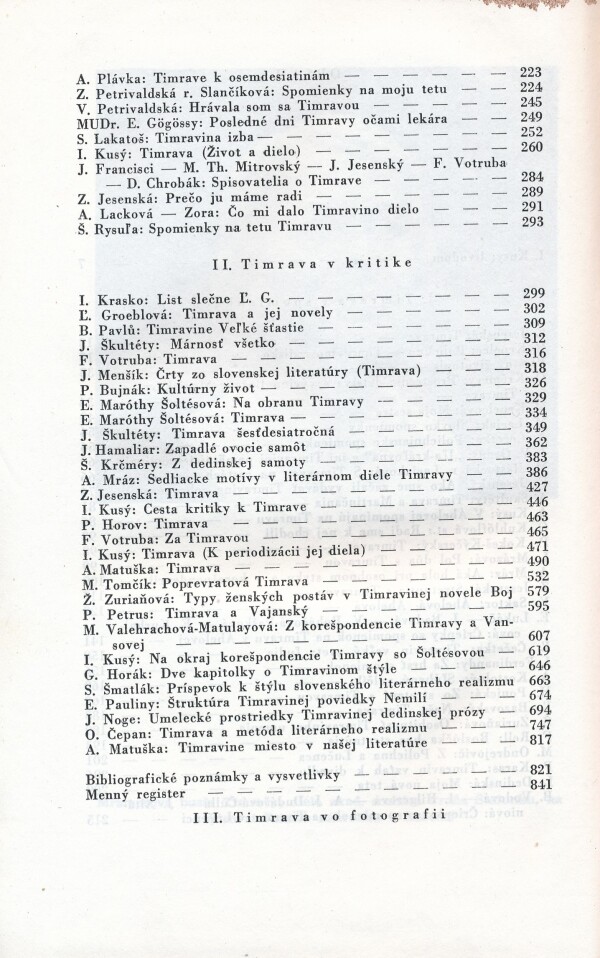 A. Plávka: Timrave k osemdesiatinám — — — — — — 223
Z. Petrivaldská r. Slančíková: Spomienky na moju tetu — — 224
V. Petrivaldská: Hrávala som sa Timravou — — — — — 245
MUDr. E. Gögössy: Posledné dni Timravy očami lekára — — 249
S. Lakatoš: Timravina izba — — — — — — — — — 252
I. Kusý: Timrava (Život a dielo) — — — — — — — 260
J. Francisci — M. Th. Mitrovský — J. Jesenský — F. Votruba
— D. Chrobák: Spisovatelia o Timrave — — — — — 284
Z. Jesenská: Prečo ju máme radi — — — — — — — 289
A. Lacková — Zora: Čo mi dalo Timravino dielo — — — 291
Š. Rysuľa: Spomienky na tetu Timravu — — — — — — 293
II. Timrava v kritike
I. Krasko: List slečne Ľ. G. — — — — — — — — 299
Ľ. Groeblová: Timrava a jej novely — — — — — — 302
B. Pavlů: Timravine Veľké šťastie — — — — — — — 309
J. Škultéty: Márnosť všetko — — — — — — — — 312
F. Votruba: Timrava — — — — — — — — — — 316
J. Menšík: Črty zo slovenskej literatúry (Timrava) — — — 318
P. Bujnák: Kultúrny život — — — — — — — — — 326
E. Maróthy Šoltésová: Na obranu Timravy — — — — — 329
E. Maróthy Šoltésová: Timrava — — — — — — — — 334
J. Škultéty: Timrava šesťdesiatročná — — — — — — 349
J. Hamaliar: Zapadlé ovocie samôt — — — — — — — 362
Š. Krčméry: Z dedinskej samoty — — — — — — — 383
A. Mráz: Sedliacke motívy v literárnom diele Timravy — — 386
Z. Jesenská: Timrava — — — — — — — — — — 427
I. Kusý: Cesta kritiky k Timrave — — — — — — — 446
P. Horov: Timrava — — — — — — — — — — — 463
F. Votruba: Za Timravou — — — — — — — — — 465
I. Kusý: Timrava (K periodizácii jej diela) — — — — — 471
A. Matuška: Timrava — — — — — — — — — — 490
M. Tomčík: Poprevratová Timrava — — — — — — — 532
Ž. Zuriaňová: Typy ženských postáv v Timravinej novele Boj 579
P. Petrus: Timrava a Vajanský — — — — — — — 595
M. Valehrachová-Matulayová: Z korešpondencie Timravy a Van-
sovej — — — — — — — — — — — — — 607
I. Kusý: Na okraj korešpondencie Timravy so Šoltésovou — 619
G. Horák: Dve kapitolky o Timravinom štýle — — — — 646
S. Šmatlák: Príspevok k štýlu slovenského literárneho realizmu 663
E. Pauliny: Štruktúra Timravinej poviedky Nemilí — — — 674
J. Noge: Umelecké prostriedky Timravinej dedinskej prózy — 694
O. Čepan: Timrava a metóda literárneho realizmu — — — 747
A. Matuška: Timravine miesto v našej literatúre — — — 817
Bibliografické poznámky a vysvetlivky — — — — — — 821
Menný register — — — — — — — — — — — — 841
III. Timrava vo fotografii